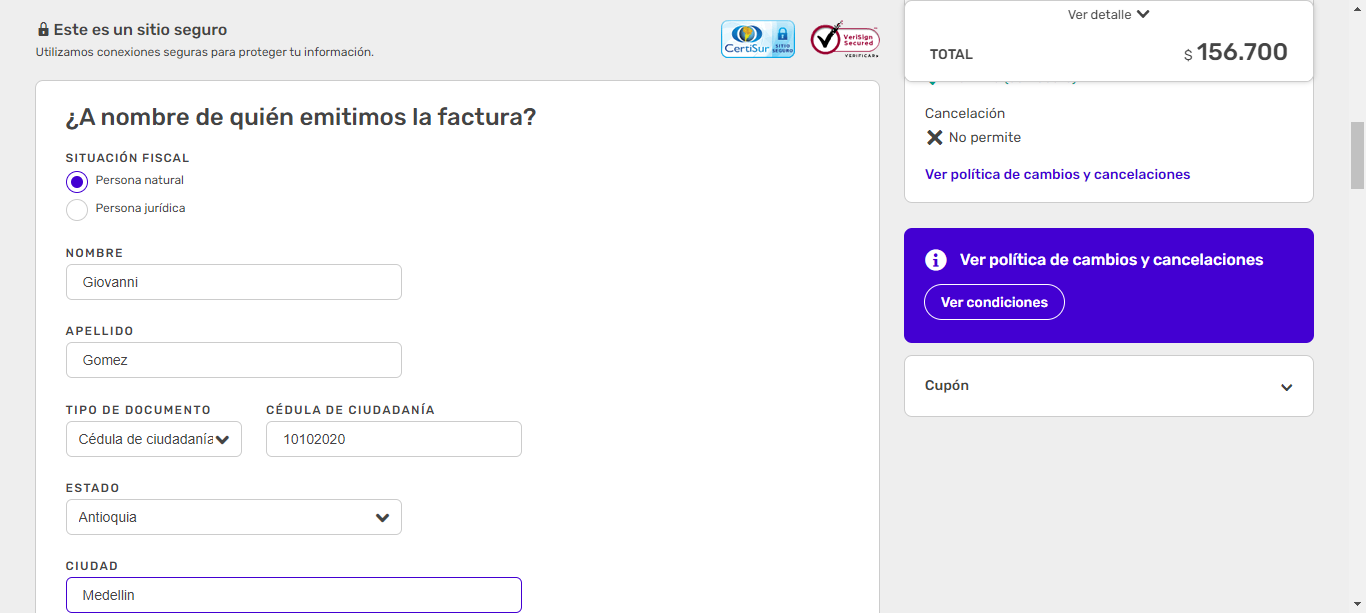 Este es un sitio seguro
Utilizamos conexiones seguras para proteger tu información.
CertiSur
SITIO
SEGURO
VeriSign
Secured
VERIFICAR
¿A nombre de quién emitimos la factura?
SITUACIÓN FISCAL
Persona natural
Persona jurídica
NOMBRE
Giovanni
APELLIDO
Gomez
TIPO DE DOCUMENTO
CÉDULA DE CIUDADANÍA
Cédula de ciudadanía
10102020
ESTADO
Antioquia
CIUDAD
Medellin
Ver detalle
TOTAL
$ 156.700
Cancelación
No permite
Ver política de cambios y cancelaciones
Ver política de cambios y cancelaciones
Ver condiciones
Cupón